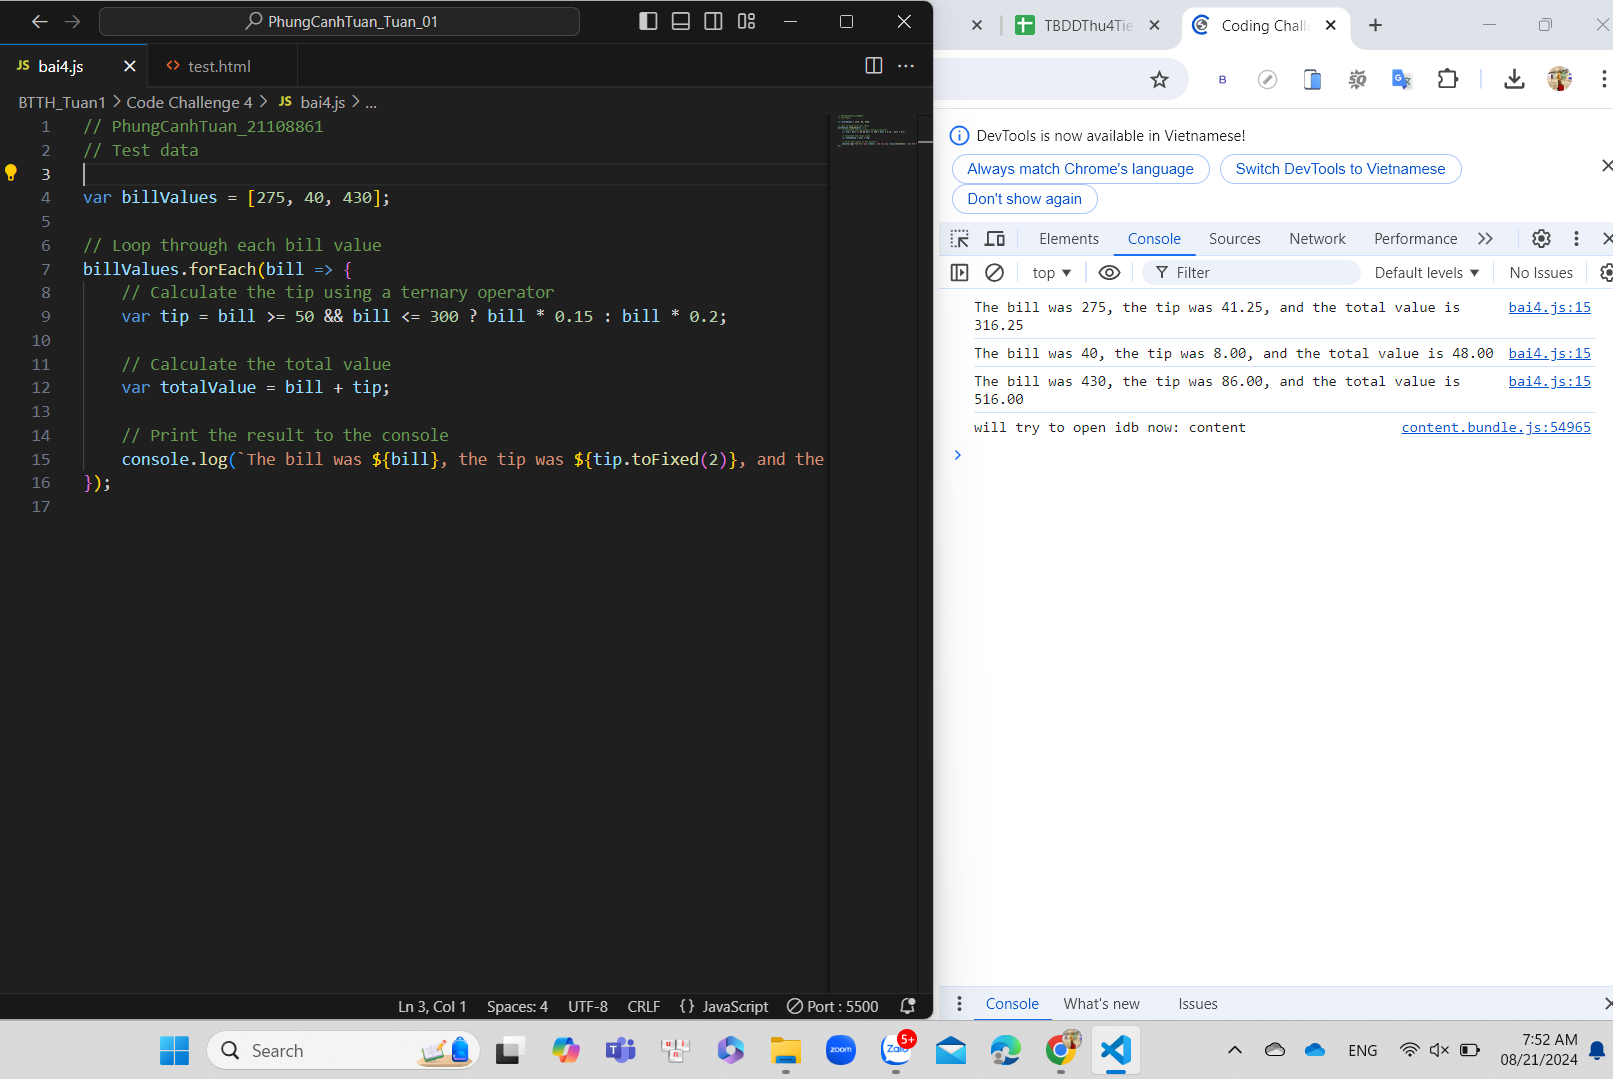 PhungCanhTuan_Tuan_01
JS bai4.js
<> test.html
BTTH_Tuan1 > Code Challenge 4 > JS bai4.js > ...
1 // PhungCanhTuan_21108861
2 // Test data
3
4 var billValues = [275, 40, 430];
5
6 // Loop through each bill value
7 billValues.forEach(bill => {
8 // Calculate the tip using a ternary operator
9 var tip = bill >= 50 && bill <= 300 ? bill * 0.15 : bill * 0.2;
10
11 // Calculate the total value
12 var totalValue = bill + tip;
13
14 // Print the result to the console
15 console.log(`The bill was ${bill}, the tip was ${tip.toFixed(2)}, and the
16 });
17
Ln 3, Col 1 Spaces: 4 UTF-8 CRLF {} JavaScript Port : 5500
TBDDThu4Tie
Coding Chall
B
DevTools is now available in Vietnamese!
Always match Chrome's language
Switch DevTools to Vietnamese
Don't show again
Elements Console Sources Network Performance
top Filter Default levels No Issues
The bill was 275, the tip was 41.25, and the total value is bai4.js:15
316.25
The bill was 40, the tip was 8.00, and the total value is 48.00 bai4.js:15
The bill was 430, the tip was 86.00, and the total value is bai4.js:15
516.00
will try to open idb now: content content.bundle.js:54965
Console What's new Issues
Search
zoom
Zalo
5+
ENG
7:52 AM
08/21/2024